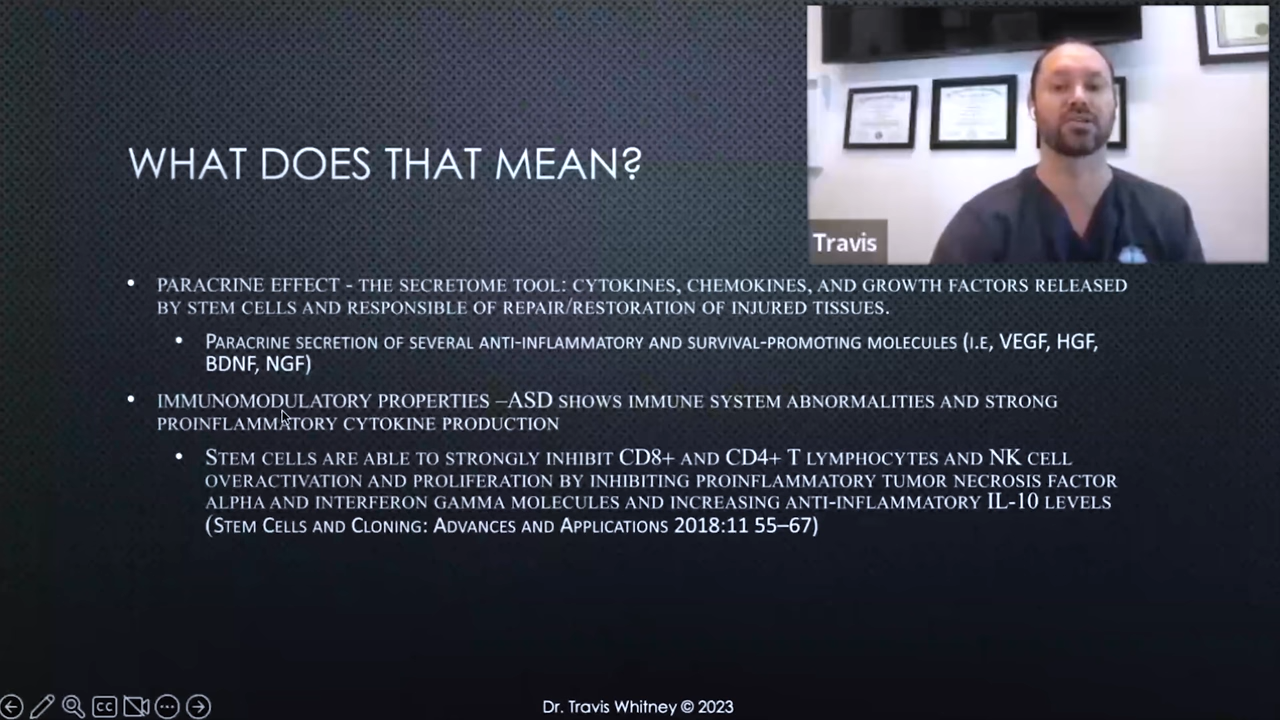 WHAT DOES THAT MEAN?
Travis
• PARACRINE EFFECT - THE SECRETOME TOOL: CYTOKINES, CHEMOKINES, AND GROWTH FACTORS RELEASED
BY STEM CELLS AND RESPONSIBLE OF REPAIR/RESTORATION OF INJURED TISSUES.
• PARACRINE SECRETION OF SEVERAL ANTI-INFLAMMATORY AND SURVIVAL-PROMOTING MOLECULES (I.E, VEGF, HGF,
BDNF, NGF)
• IMMUNOMODULATORY PROPERTIES –ASD SHOWS IMMUNE SYSTEM ABNORMALITIES AND STRONG
PROINFLAMMATORY CYTOKINE PRODUCTION
• STEM CELLS ARE ABLE TO STRONGLY INHIBIT CD8+ AND CD4+ T LYMPHOCYTES AND NK CELL
OVERACTIVATION AND PROLIFERATION BY INHIBITING PROINFLAMMATORY TUMOR NECROSIS FACTOR
ALPHA AND INTERFERON GAMMA MOLECULES AND INCREASING ANTI-INFLAMMATORY IL-10 LEVELS
(STEM CELLS AND CLONING: ADVANCES AND APPLICATIONS 2018:11 55–67)
CC
Dr. Travis Whitney © 2023